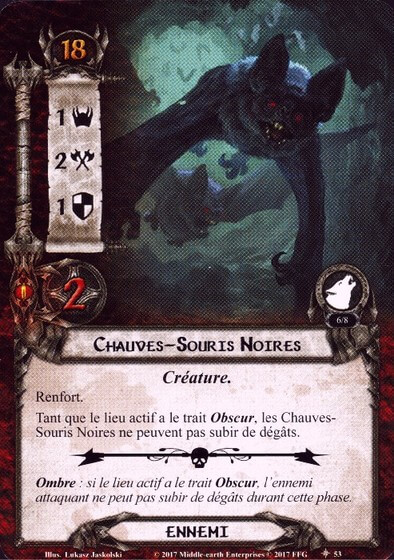 18
1
2
1
2
6/8
Chauves-Souris Noires
Créature.
Renfort.
Tant que le lieu actif a le trait Obscur, les Chauves-
Souris Noires ne peuvent pas subir de dégâts.
Ombre : si le lieu actif a le trait Obscur, l'ennemi
attaquant ne peut pas subir de dégâts durant cette phase.
ENNEMI
Illus. Lukasz Jaskolski © 2017 Middle-earth Enterprises © 2017 FFG 53